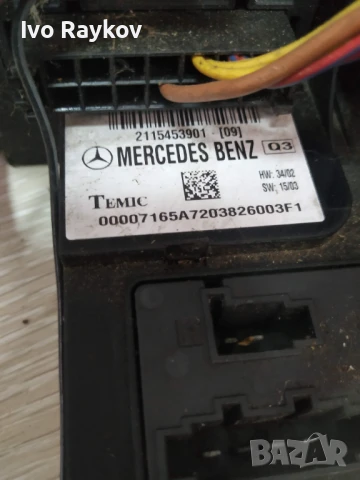 Ivo Raykov
2115453901 [09]
MERCEDES BENZ Q3
HW: 34/02
SW: 15/03
TEMIC
00007165A7203826003F1
BAZAR